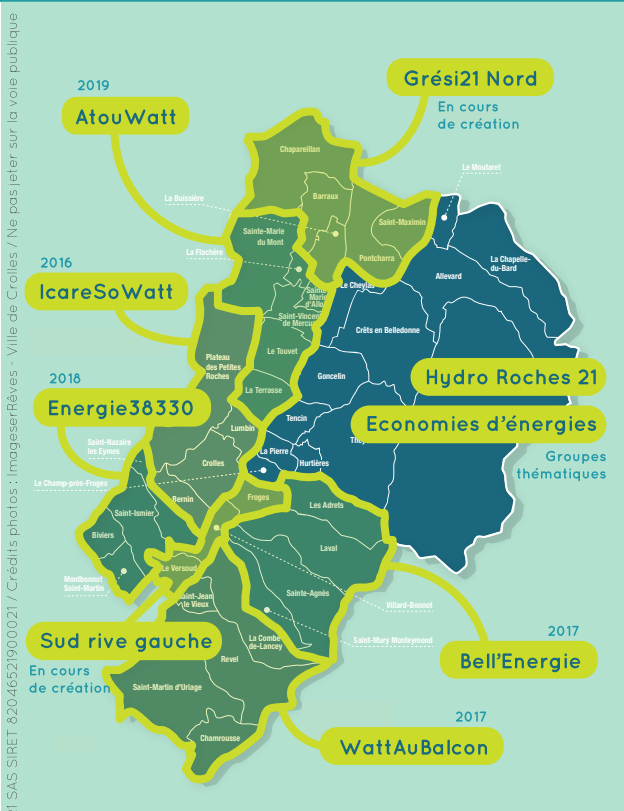 Grési21 Nord
En cours
de création
2019
AtouWatt
Chapareillan
Le Moutaret
La Buissière
Barraux
Saint-Maximin
Sainte-Marie
du Mont
La Flachère
Pontcharra
La Chapelle-
du-Bard
Allevard
2016
IcareSoWatt
Le Cheylas
Sainte
Marie
d'Allo
Saint-Vincent
de Mercuz
Crêts en Belledonne
Le Touvet
Plateau
des Petites
Roches
Goncelin
Hydro Roches 21
2018
Energie38330
La Terrasse
Tencin
Economies d'énergies
Lumbin
Saint-Nazaire
les Eymes
La Pierre
Groupes
thématiques
Crolles
Hurtières
Le Champ-près-Froges
Bernin
Froges
Les Adrets
Saint-Ismier
Biviers
Laval
Le Versoud
Montbonnot
Saint-Martin
Sainte-Agnès
Saint-Jean
le Vieux
Villard-Bonnot
Sud rive gauche
La Combe
de-Lancey
Saint-Mury Monteymond
2017
Bell'Energie
En cours
de création
Revel
Saint-Martin d'Uriage
2017
WattAuBalcon
Chamrousse
21 SAS SIRET 82046521900021 / Crédits photos : ImageserRêves - Ville de Crolles / Ne pas jeter sur la voie publique